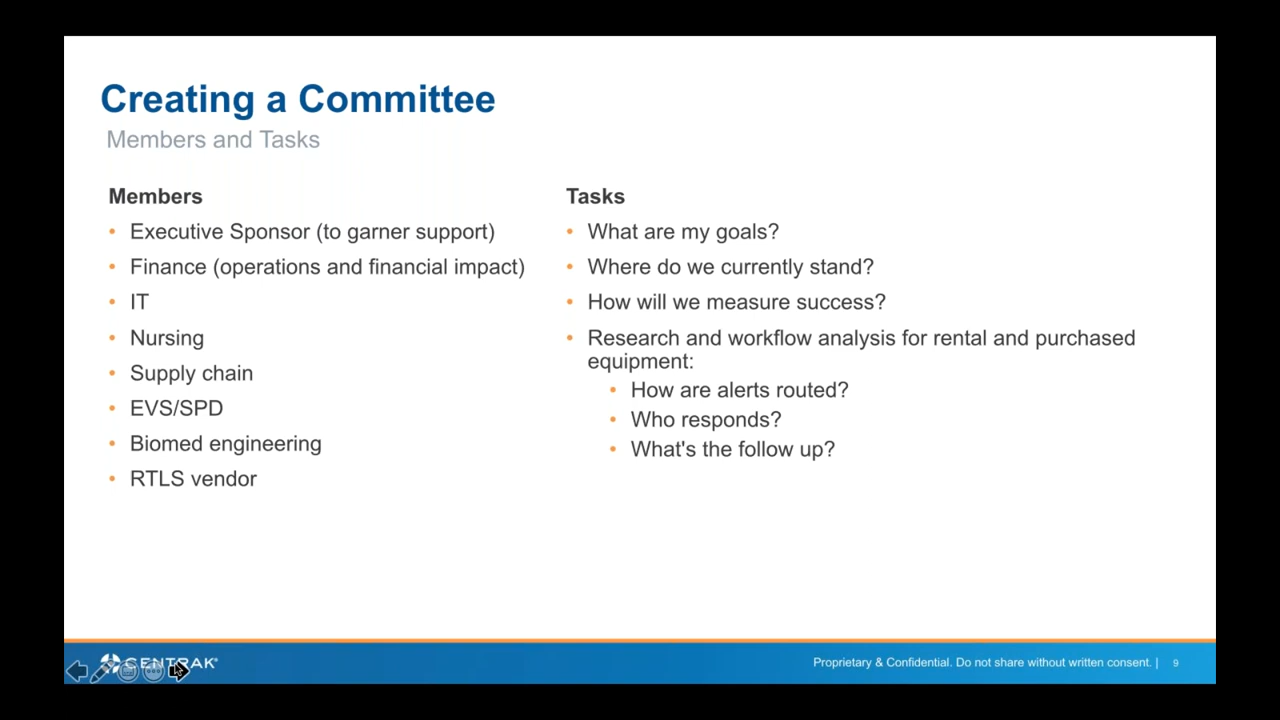 Creating a Committee
Members and Tasks
Members
• Executive Sponsor (to garner support)
• Finance (operations and financial impact)
• IT
• Nursing
• Supply chain
• EVS/SPD
• Biomed engineering
• RTLS vendor
Tasks
• What are my goals?
• Where do we currently stand?
• How will we measure success?
• Research and workflow analysis for rental and purchased
equipment:
• How are alerts routed?
• Who responds?
• What's the follow up?
CENTRAK®
Proprietary & Confidential. Do not share without written consent. | 9